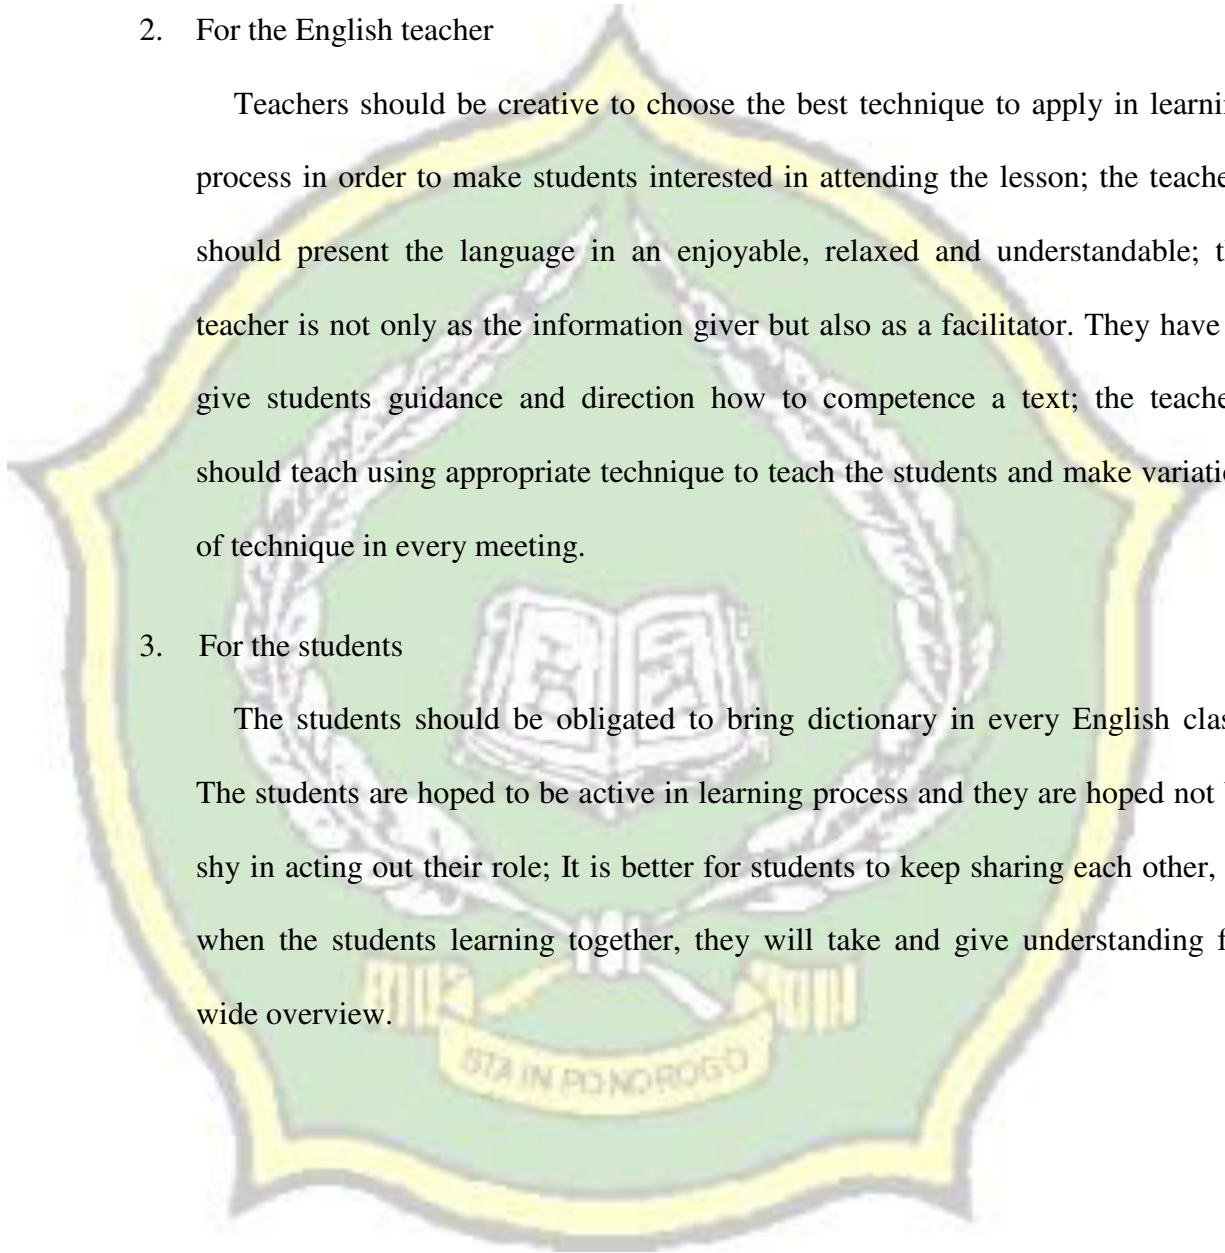 2. For the English teacher
Teachers should be creative to choose the best technique to apply in learnin
process in order to make students interested in attending the lesson; the teache
should present the language in an enjoyable, relaxed and understandable; t
teacher is not only as the information giver but also as a facilitator. They have
give students guidance and direction how to competence a text; the teache
should teach using appropriate technique to teach the students and make variatio
of technique in every meeting.
3. For the students
The students should be obligated to bring dictionary in every English clas
The students are hoped to be active in learning process and they are hoped not
shy in acting out their role; It is better for students to keep sharing each other,
when the students learning together, they will take and give understanding f
wide overview.
STAIN PONOROGO